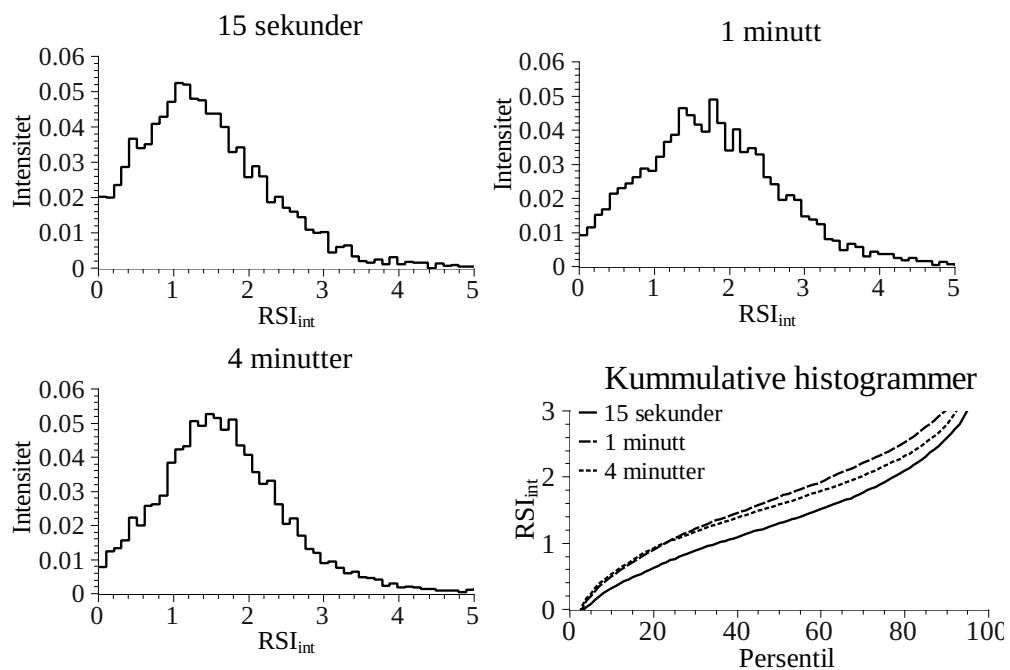 15 sekunder
0.06
0.05
0.04
0.03
0.02
0.01
0
Intensitet
0 1 2 3 4 5
RSIint
1 minutt
0.06
0.05
0.04
0.03
0.02
0.01
0
Intensitet
0 1 2 3 4 5
RSIint
4 minutter
0.06
0.05
0.04
0.03
0.02
0.01
0
Intensitet
0 1 2 3 4 5
RSIint
Kummulative histogrammer
15 sekunder
1 minutt
4 minutter
3
2
1
0
RSIint
0 20 40 60 80 100
Persentil